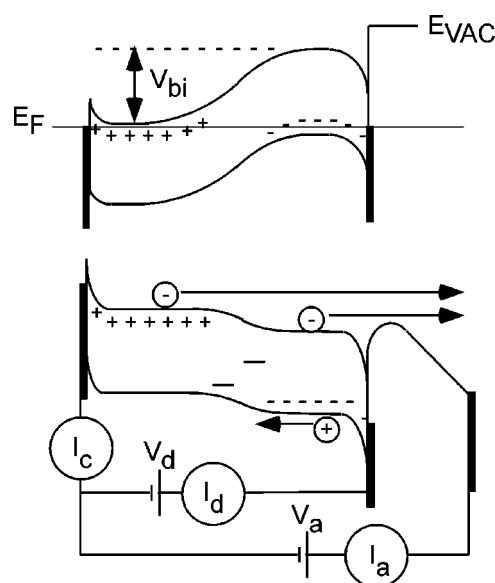 E_VAC
V_bi
E_F
+ + + + + + +
- - - - - -
- 
-
+ + + + + + +
+
I_c
V_d
I_d
V_a
I_a